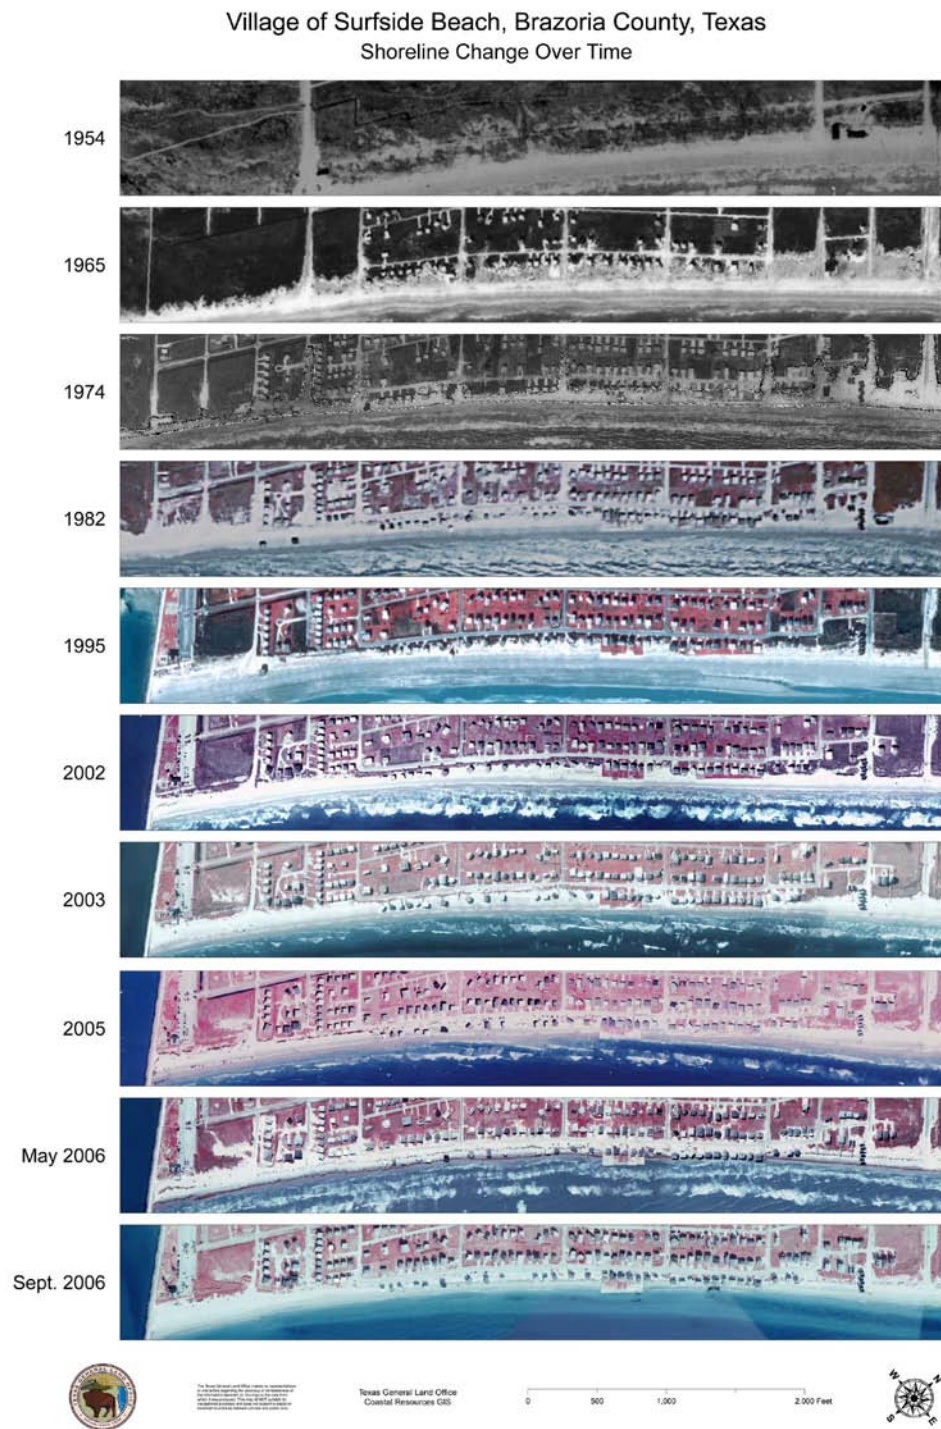 Village of Surfside Beach, Brazoria County, Texas
Shoreline Change Over Time
1954
1965
1974
1982
1995
2002
2003
2005
May 2006
Sept. 2006
Texas General Land Office
Coastal Resources GIS
0 500 1,000 2,000 Feet
W N
S E